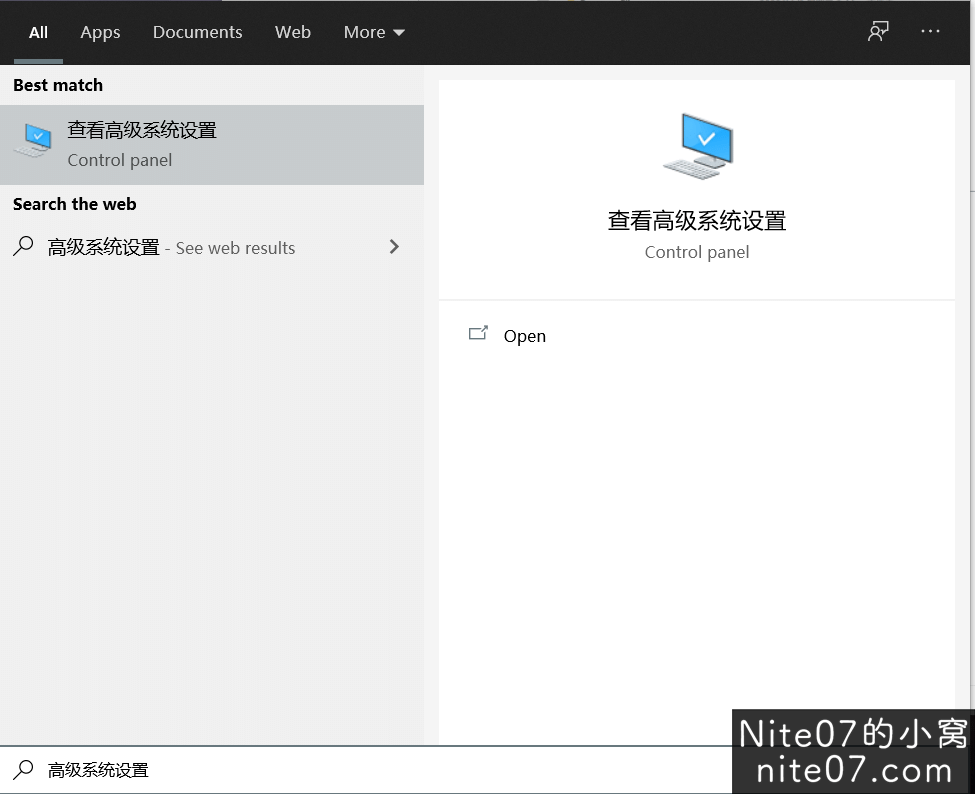 All Apps Documents Web More
Best match
查看高级系统设置
Control panel
Search the web
高级系统设置 - See web results
查看高级系统设置
Control panel
Open
高级系统设置
Nite07的小窝
nite07.com